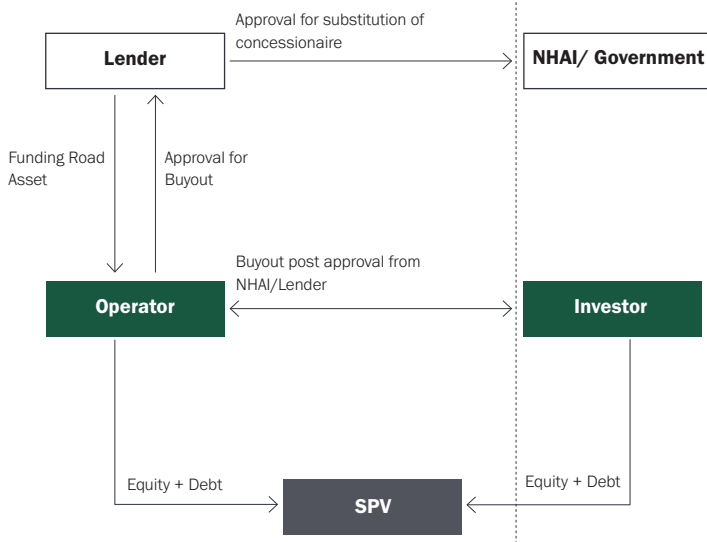 Approval for substitution of
concessionaire
Lender
NHAI/ Government
Funding Road
Asset
Approval for
Buyout
Buyout post approval from
NHAI/Lender
Operator
Investor
Equity + Debt
SPV
Equity + Debt